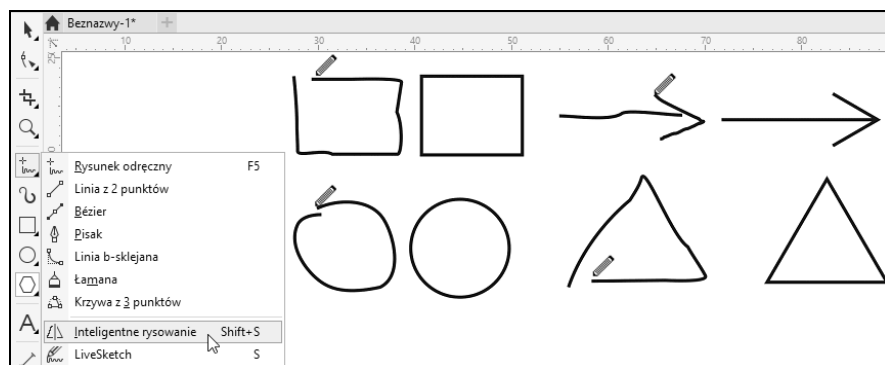 Beznazwy-1*
10 20 30 40 50 60 70 80
Rysunek odręczny F5
Linia z 2 punktów
Bézier
Pisak
Linia b-sklejana
Łamana
Krzywa z 3 punktów
Inteligentne rysowanie Shift+S
LiveSketch S